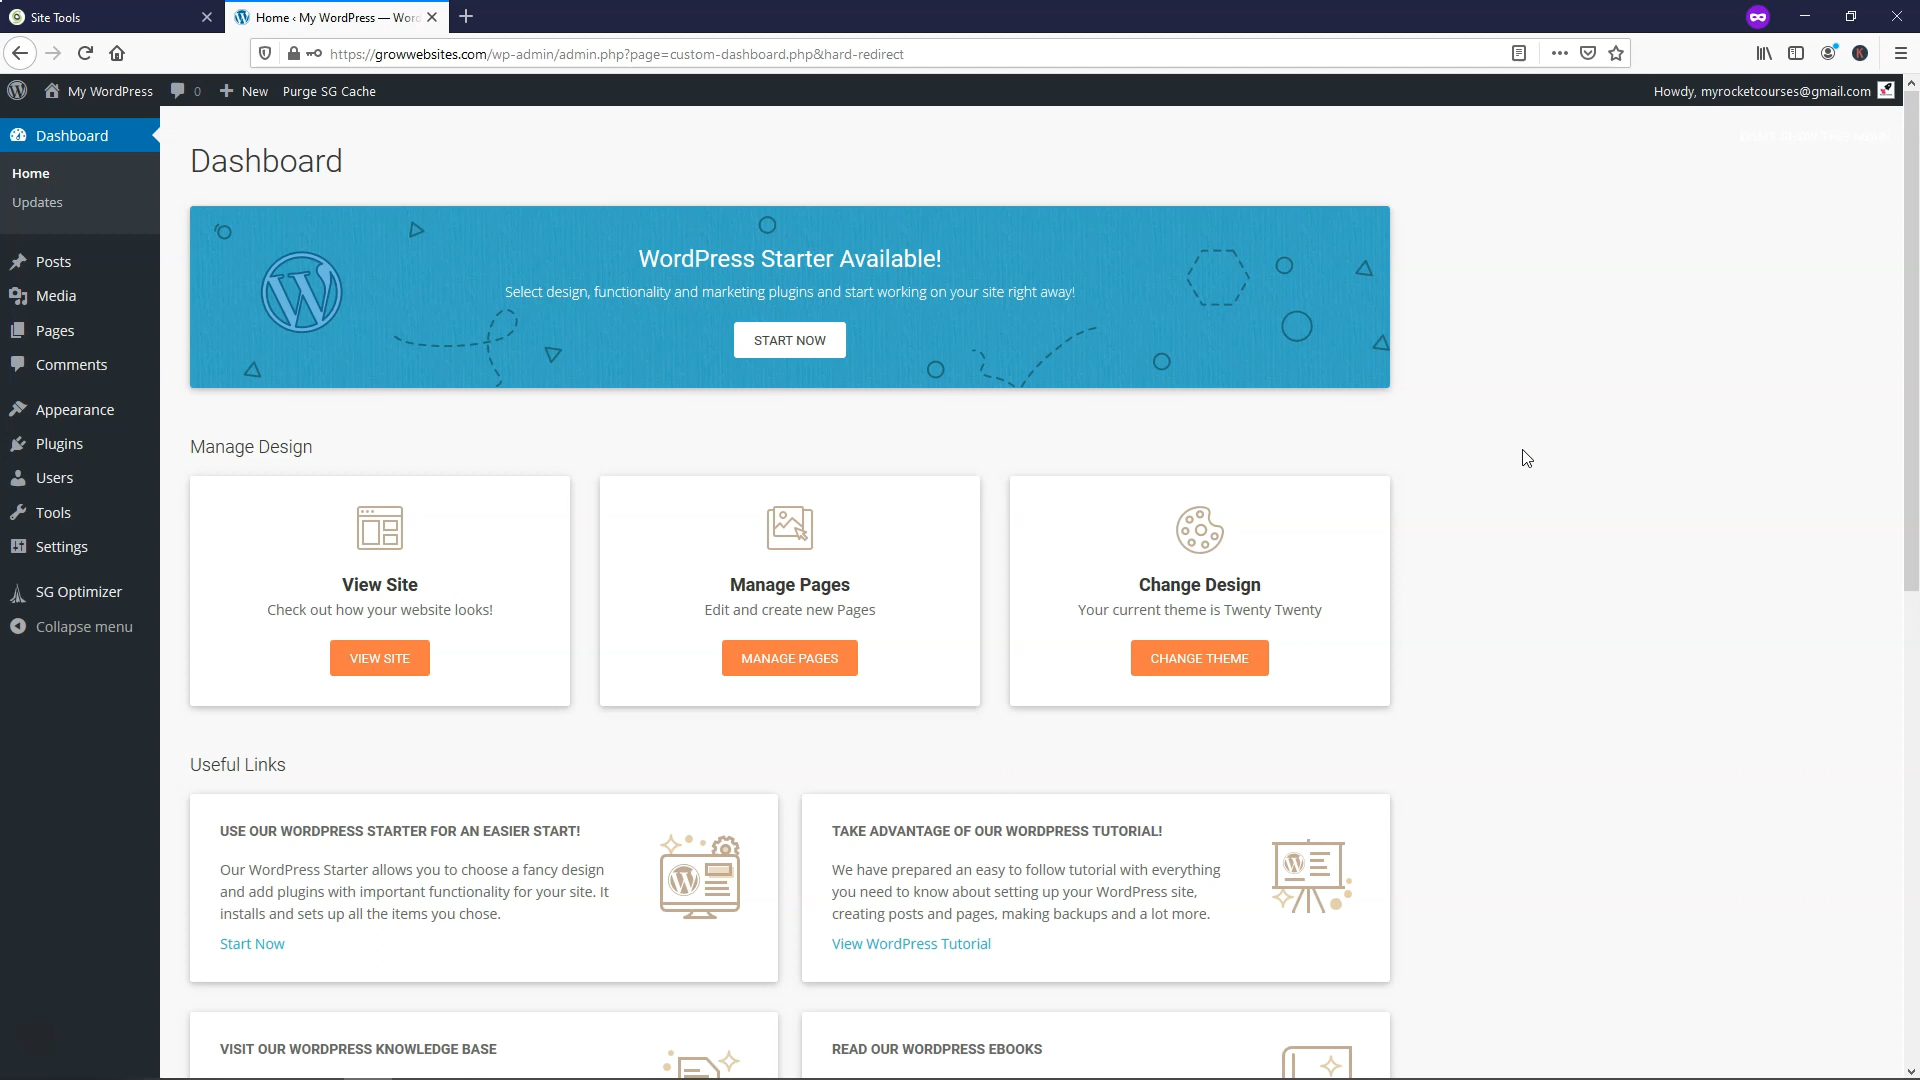 Site Tools
Home ‹ My WordPress — Wor
https://growwebsites.com/wp-admin/admin.php?page=custom-dashboard.php&hard-redirect
My WordPress
0
New
Purge SG Cache
Howdy, myrocketcourses@gmail.com
Dashboard
Home
Updates
Posts
Media
Pages
Comments
Appearance
Plugins
Users
Tools
Settings
SG Optimizer
Collapse menu
Dashboard
WordPress Starter Available!
Select design, functionality and marketing plugins and start working on your site right away!
START NOW
Manage Design
View Site
Check out how your website looks!
VIEW SITE
Manage Pages
Edit and create new Pages
MANAGE PAGES
Change Design
Your current theme is Twenty Twenty
CHANGE THEME
Useful Links
USE OUR WORDPRESS STARTER FOR AN EASIER START!
Our WordPress Starter allows you to choose a fancy design
and add plugins with important functionality for your site. It
installs and sets up all the items you chose.
Start Now
TAKE ADVANTAGE OF OUR WORDPRESS TUTORIAL!
We have prepared an easy to follow tutorial with everything
you need to know about setting up your WordPress site,
creating posts and pages, making backups and a lot more.
View WordPress Tutorial
VISIT OUR WORDPRESS KNOWLEDGE BASE
READ OUR WORDPRESS EBOOKS